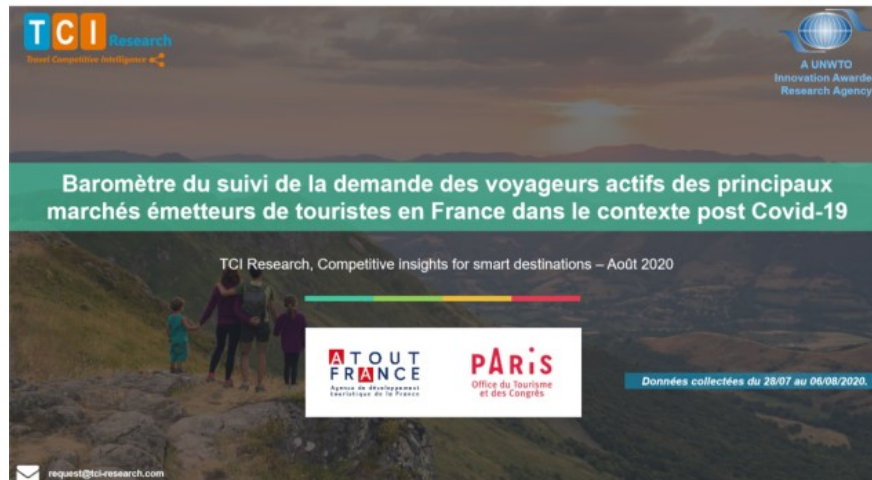 TCI Research
Travel Competitive Intelligence
A UNWTO
Innovation Awarde
Research Agency
Baromètre du suivi de la demande des voyageurs actifs des principaux
marchés émetteurs de touristes en France dans le contexte post Covid-19
TCI Research, Competitive insights for smart destinations – Août 2020
ATOUT
FRANCE
Agence de développement
touristique de la France
PARIS
Office du Tourisme
et des Congrès
Données collectées du 28/07 au 06/08/2020.
request@tci-research.com